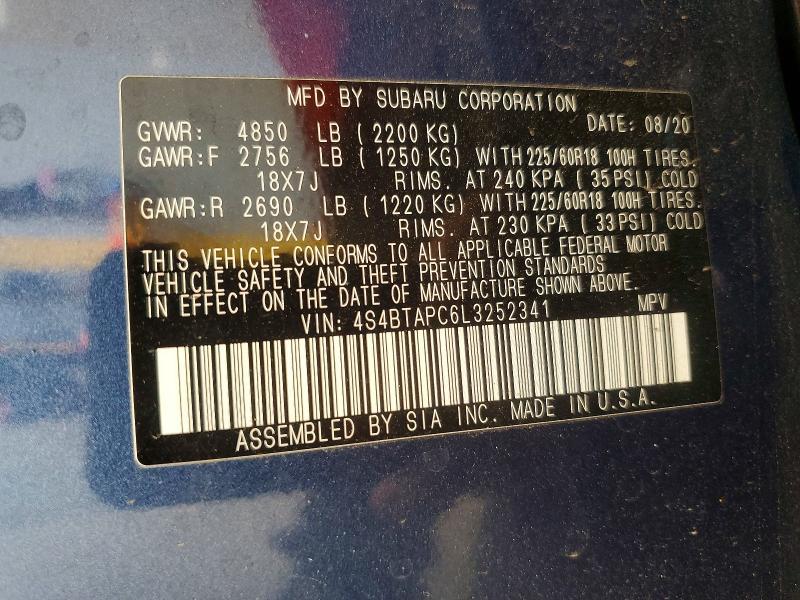 MFD BY SUBARU CORPORATION
GVWR: 4850 LB (2200 KG) DATE: 08/20
GAWR:F 2756 LB (1250 KG) WITH 225/60R18 100H TIRES.
18X7J RIMS. AT 240 KPA (35 PSI) COLD
GAWR:R 2690 LB (1220 KG) WITH 225/60R18 100H TIRES.
18X7J RIMS. AT 230 KPA (33 PSI) COLD
THIS VEHICLE CONFORMS TO ALL APPLICABLE FEDERAL MOTOR
VEHICLE SAFETY AND THEFT PREVENTION STANDARDS
IN EFFECT ON THE DATE OF MANUFACTURE SHOWN ABOVE.
VIN: 4S4BTAPC6L3252341 MPV
ASSEMBLED BY SIA INC. MADE IN U.S.A.